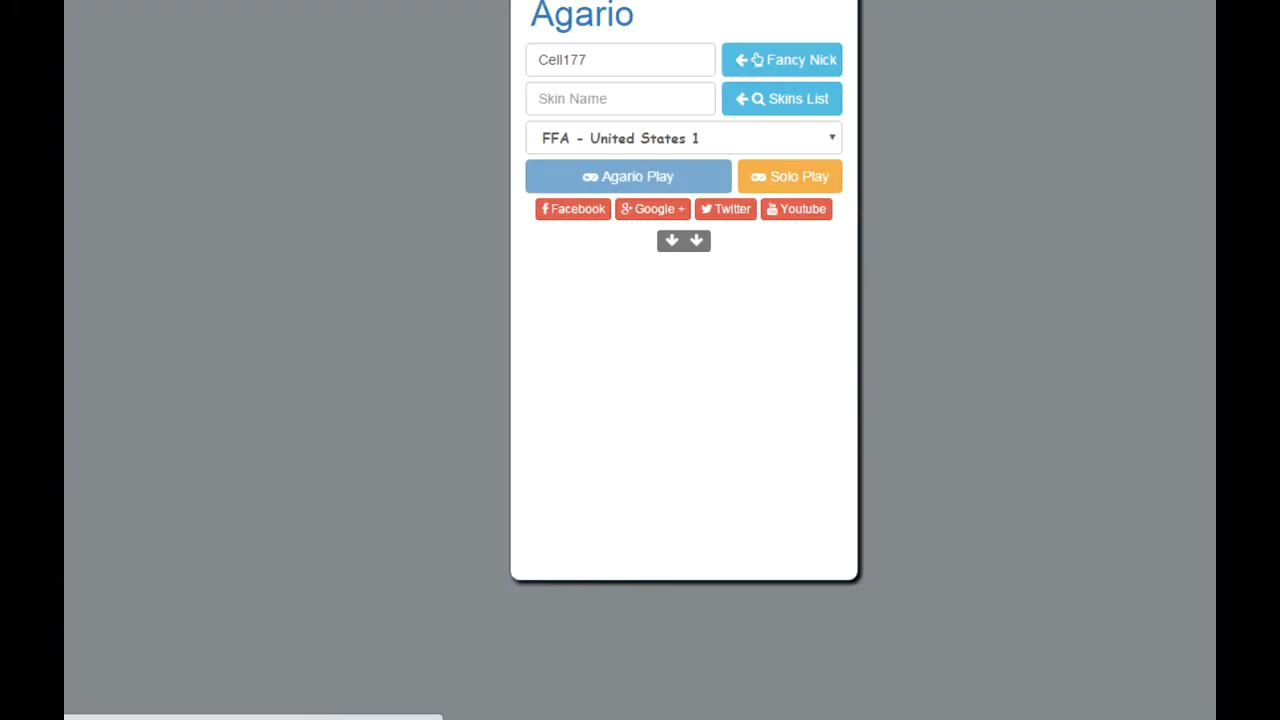 Agario
Cell177
Fancy Nick
Skin Name
Skins List
FFA - United States 1
Agario Play
Solo Play
Facebook
Google +
Twitter
Youtube